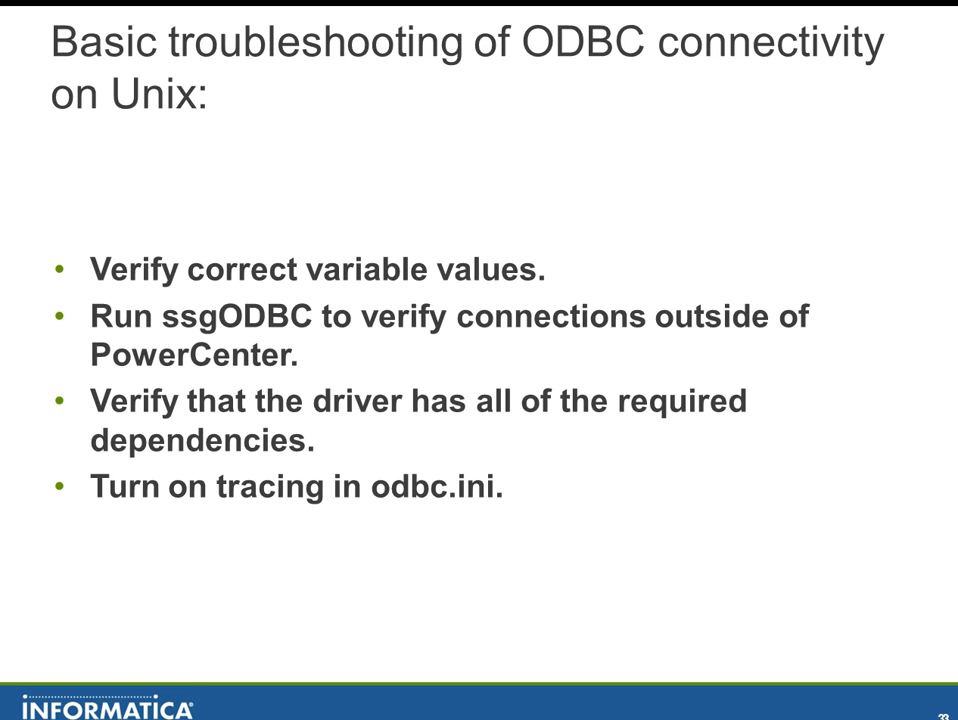 Basic troubleshooting of ODBC connectivity
on Unix:
• Verify correct variable values.
• Run ssgODBC to verify connections outside of
PowerCenter.
• Verify that the driver has all of the required
dependencies.
• Turn on tracing in odbc.ini.
INFORMATICA®
33